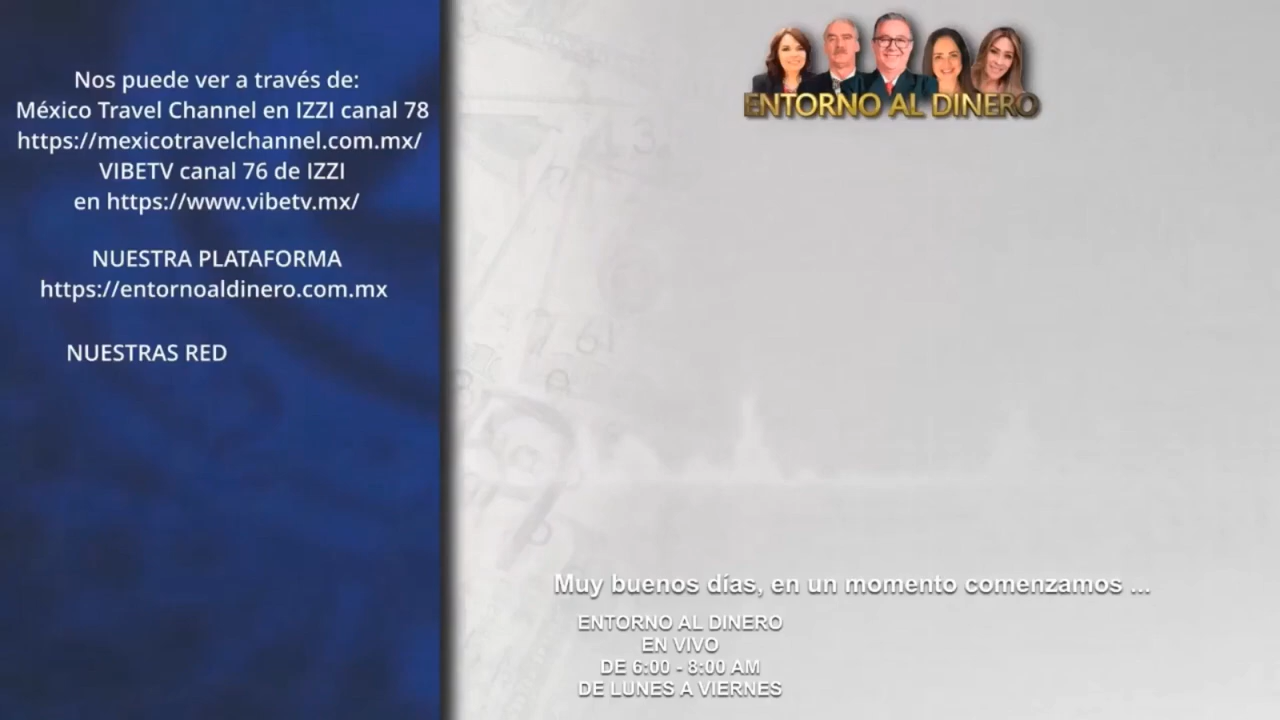 Nos puede ver a través de:
México Travel Channel en IZZI canal 78
https://mexicotravelchannel.com.mx/
VIBETV canal 76 de IZZI
en https://www.vibetv.mx/
NUESTRA PLATAFORMA
https://entornoaldinero.com.mx
NUESTRAS RED
ENTORNO AL DINERO
Muy buenos días, en un momento comenzamos ...
ENTORNO AL DINERO
EN VIVO
DE 6:00 - 8:00 AM
DE LUNES A VIERNES